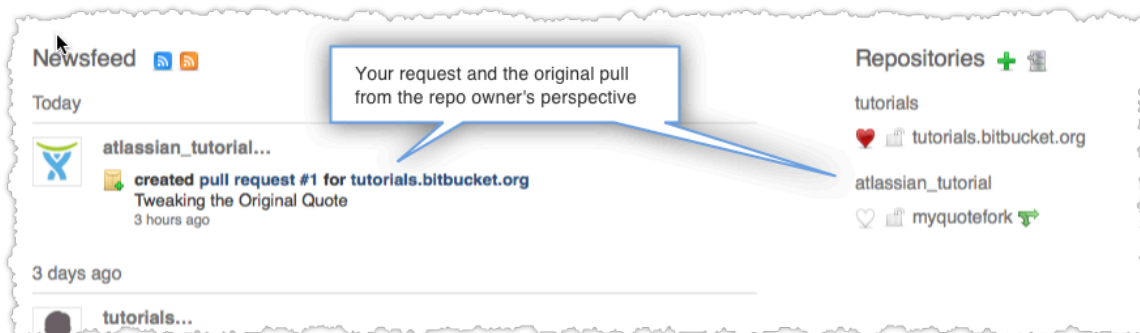 Newsfeed
Today
atlassian_tutorial...
created pull request #1 for tutorials.bitbucket.org
Tweaking the Original Quote
3 hours ago
3 days ago
tutorials...
Your request and the original pull
from the repo owner's perspective
Repositories
tutorials
tutorials.bitbucket.org
atlassian_tutorial
myquotefork